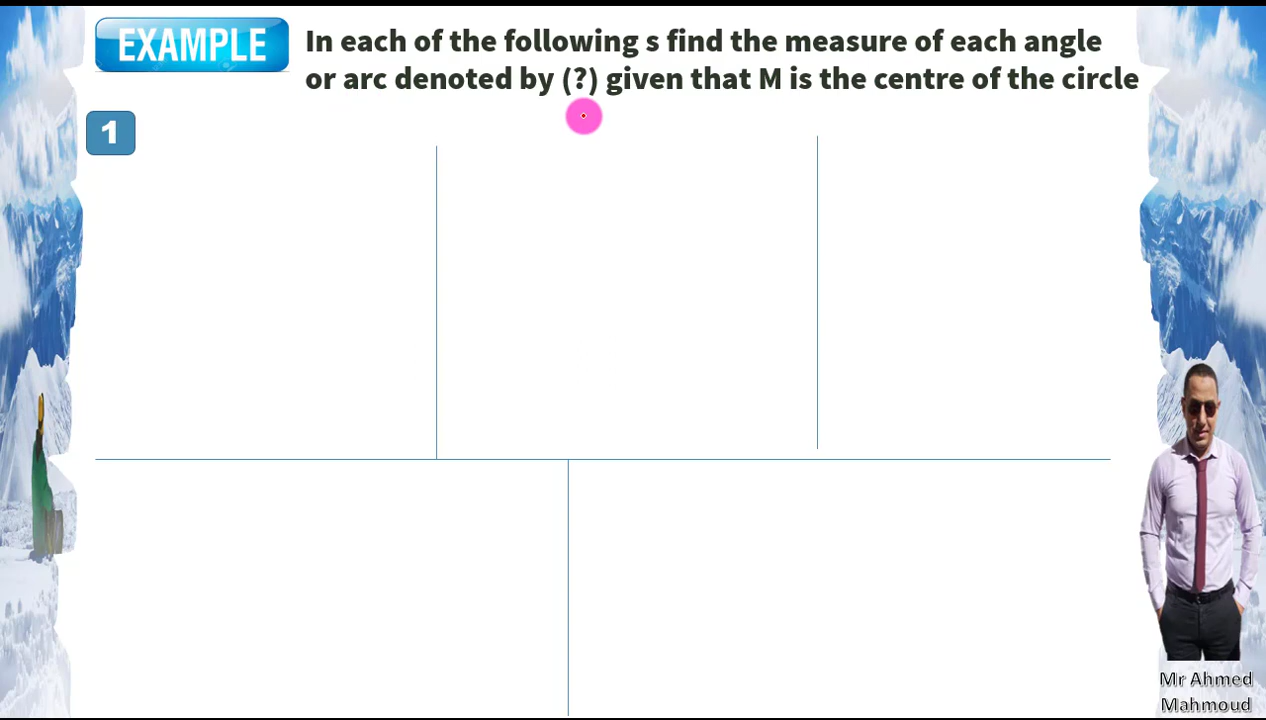 EXAMPLE
In each of the following s find the measure of each angle
or arc denoted by (?) given that M is the centre of the circle
1
Mr Ahmed
Mahmoud